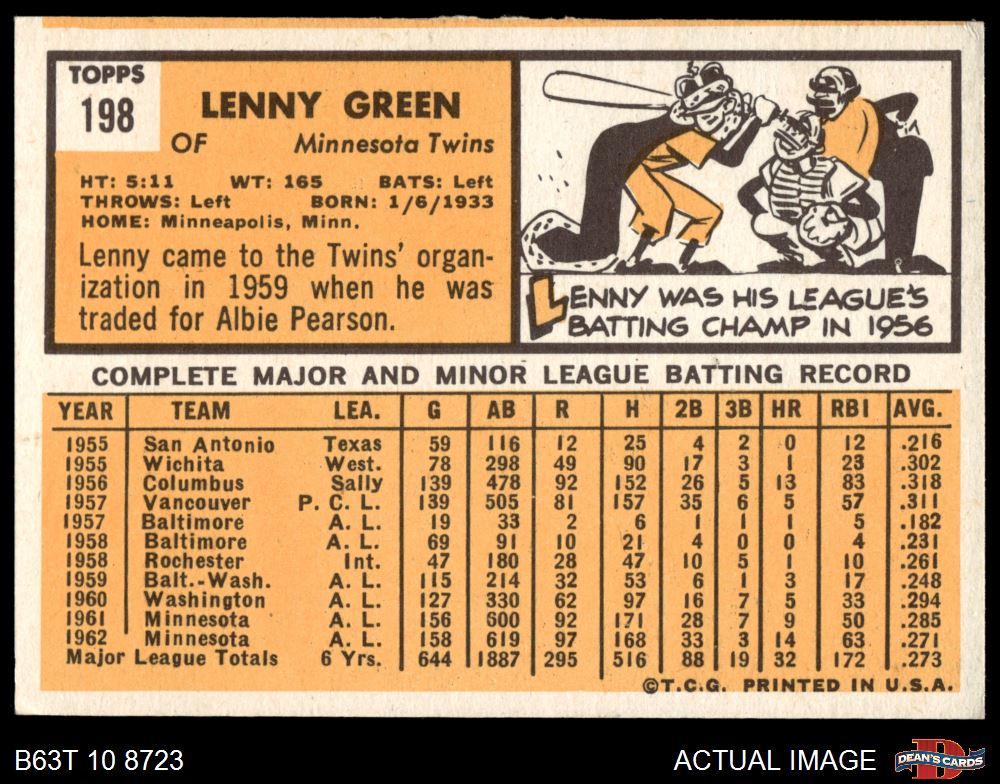 TOPPS
198
LENNY GREEN
OF Minnesota Twins
HT: 5:11 WT: 165 BATS: Left
THROWS: Left BORN: 1/6/1933
HOME: Minneapolis, Minn.
Lenny came to the Twins' organ-
ization in 1959 when he was
traded for Albie Pearson.
LENNY WAS HIS LEAGUE'S
BATTING CHAMP IN 1956
COMPLETE MAJOR AND MINOR LEAGUE BATTING RECORD
YEAR TEAM LEA. G AB R H 2B 3B HR RBI AVG.
1955 San Antonio Texas 59 116 12 25 4 2 0 12 .216
1955 Wichita West. 78 298 49 90 17 3 1 23 .302
1956 Columbus Sally 139 478 92 152 26 5 13 83 .318
1957 Vancouver P. C. L. 139 505 81 157 35 6 5 57 .311
1957 Baltimore A. L. 19 33 2 6 1 1 1 5 .182
1958 Baltimore A. L. 69 91 10 21 4 0 0 4 .231
1958 Rochester Int. 47 180 28 47 10 5 1 10 .261
1959 Balt.-Wash. A. L. 115 214 32 53 6 1 3 17 .248
1960 Washington A. L. 127 330 62 97 16 7 5 33 .294
1961 Minnesota A. L. 156 600 92 171 28 7 9 50 .285
1962 Minnesota A. L. 158 619 97 168 33 3 14 63 .271
Major League Totals 6 Yrs. 644 1887 295 516 88 19 32 172 .273
©T.C.G. PRINTED IN U.S.A.
B63T 10 8723 ACTUAL IMAGE
D
DEAN'S CARDS